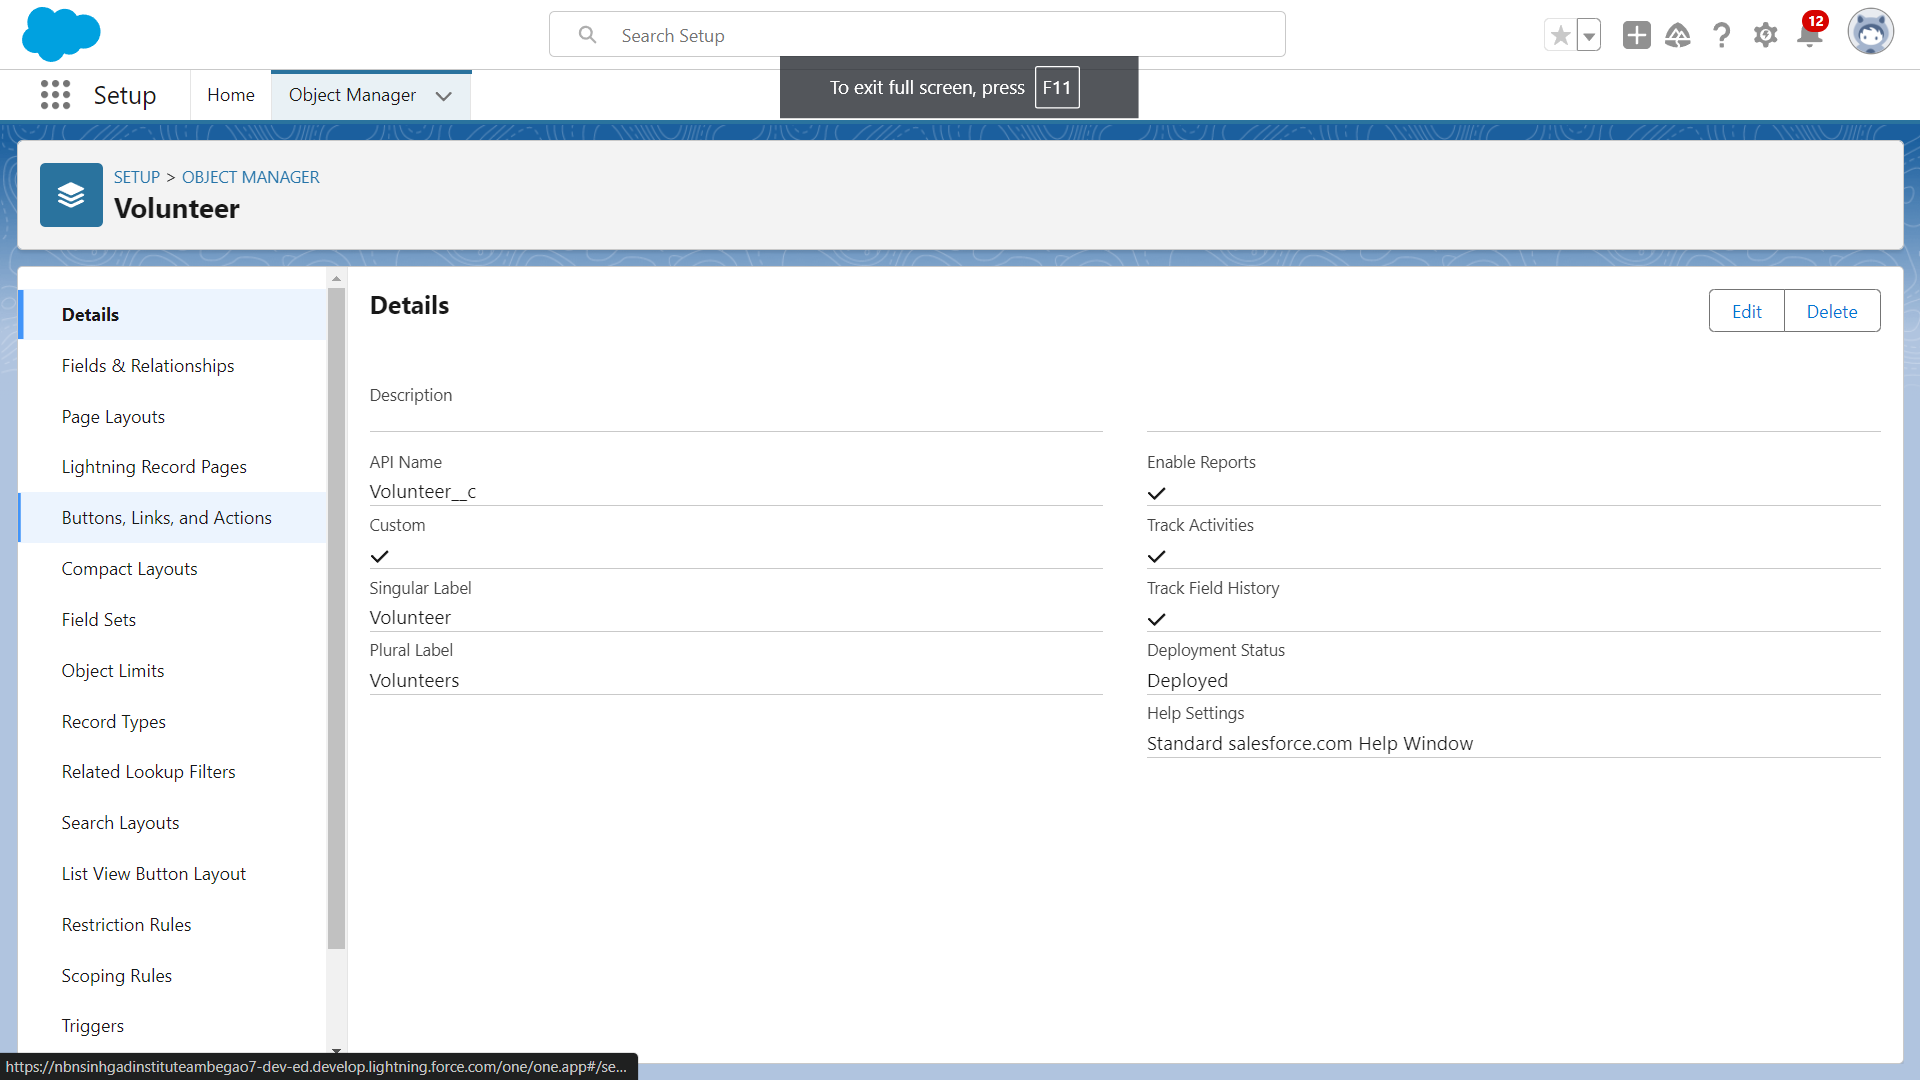 Search Setup
12
Setup
Home
Object Manager
To exit full screen, press F11
SETUP > OBJECT MANAGER
Volunteer
Details
Fields & Relationships
Page Layouts
Lightning Record Pages
Buttons, Links, and Actions
Compact Layouts
Field Sets
Object Limits
Record Types
Related Lookup Filters
Search Layouts
List View Button Layout
Restriction Rules
Scoping Rules
Triggers
Details
Edit
Delete
Description
API Name
Volunteer__c
Custom
Singular Label
Volunteer
Plural Label
Volunteers
Enable Reports
Track Activities
Track Field History
Deployment Status
Deployed
Help Settings
Standard salesforce.com Help Window
https://nbnsinhgadinstituteambegao7-dev-ed.develop.lightning.force.com/one/one.app#/se...